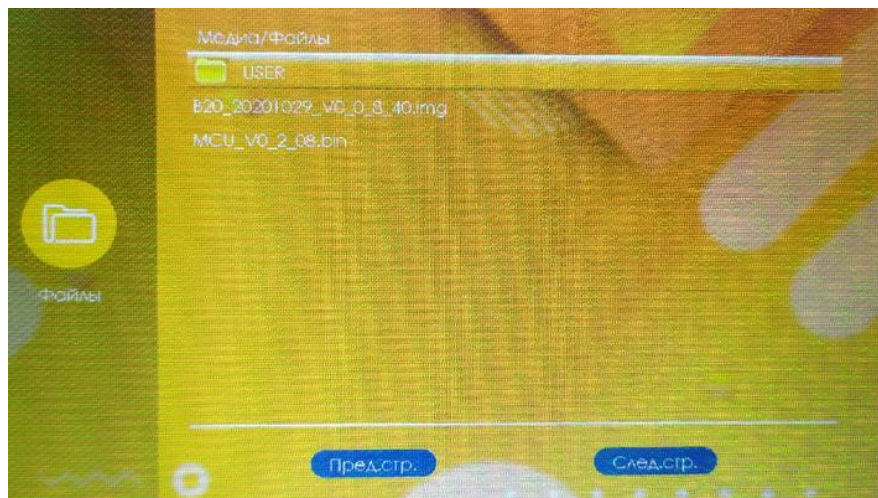 Медиа/Файлы
USER
B20_20201029_V0_0_8_40.img
MCU_V0_2_08.bin
Файлы
Пред.стр.
След.стр.